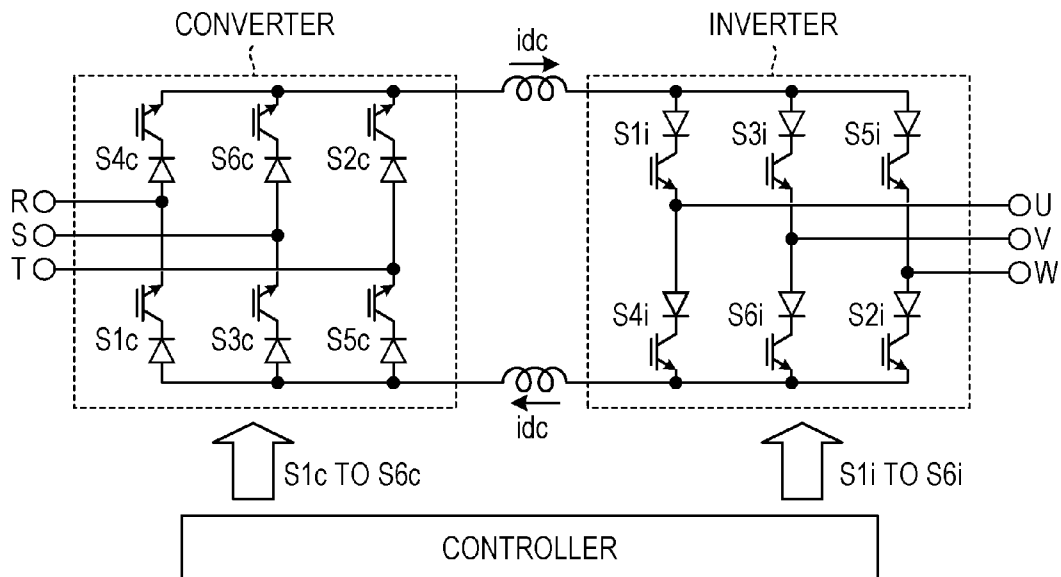 CONVERTER
INVERTER
idc
S4c
S6c
S2c
S1i
S3i
S5i
R
S
T
U
V
W
S1c
S3c
S5c
S4i
S6i
S2i
idc
S1c TO S6c
S1i TO S6i
CONTROLLER